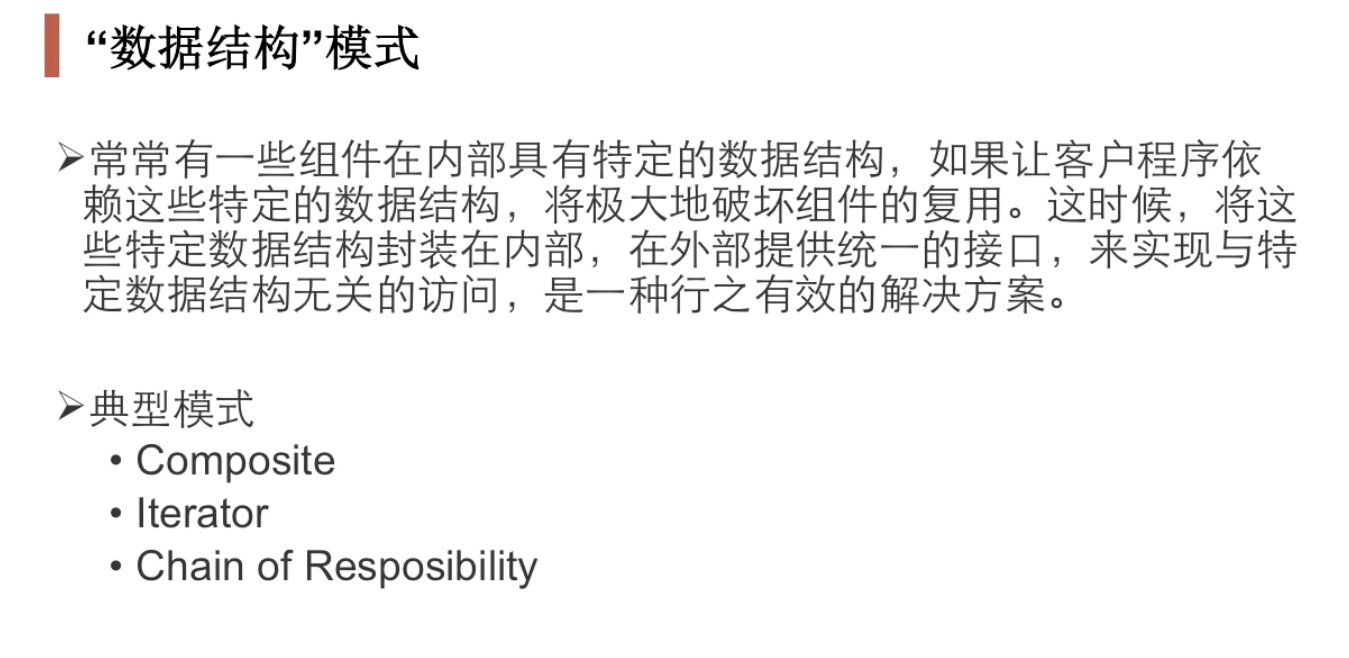 “数据结构”模式
➢常常有一些组件在内部具有特定的数据结构，如果让客户程序依
赖这些特定的数据结构，将极大地破坏组件的复用。这时候，将这
些特定数据结构封装在内部，在外部提供统一的接口，来实现与特
定数据结构无关的访问，是一种行之有效的解决方案。
➢典型模式
• Composite
• Iterator
• Chain of Resposibility